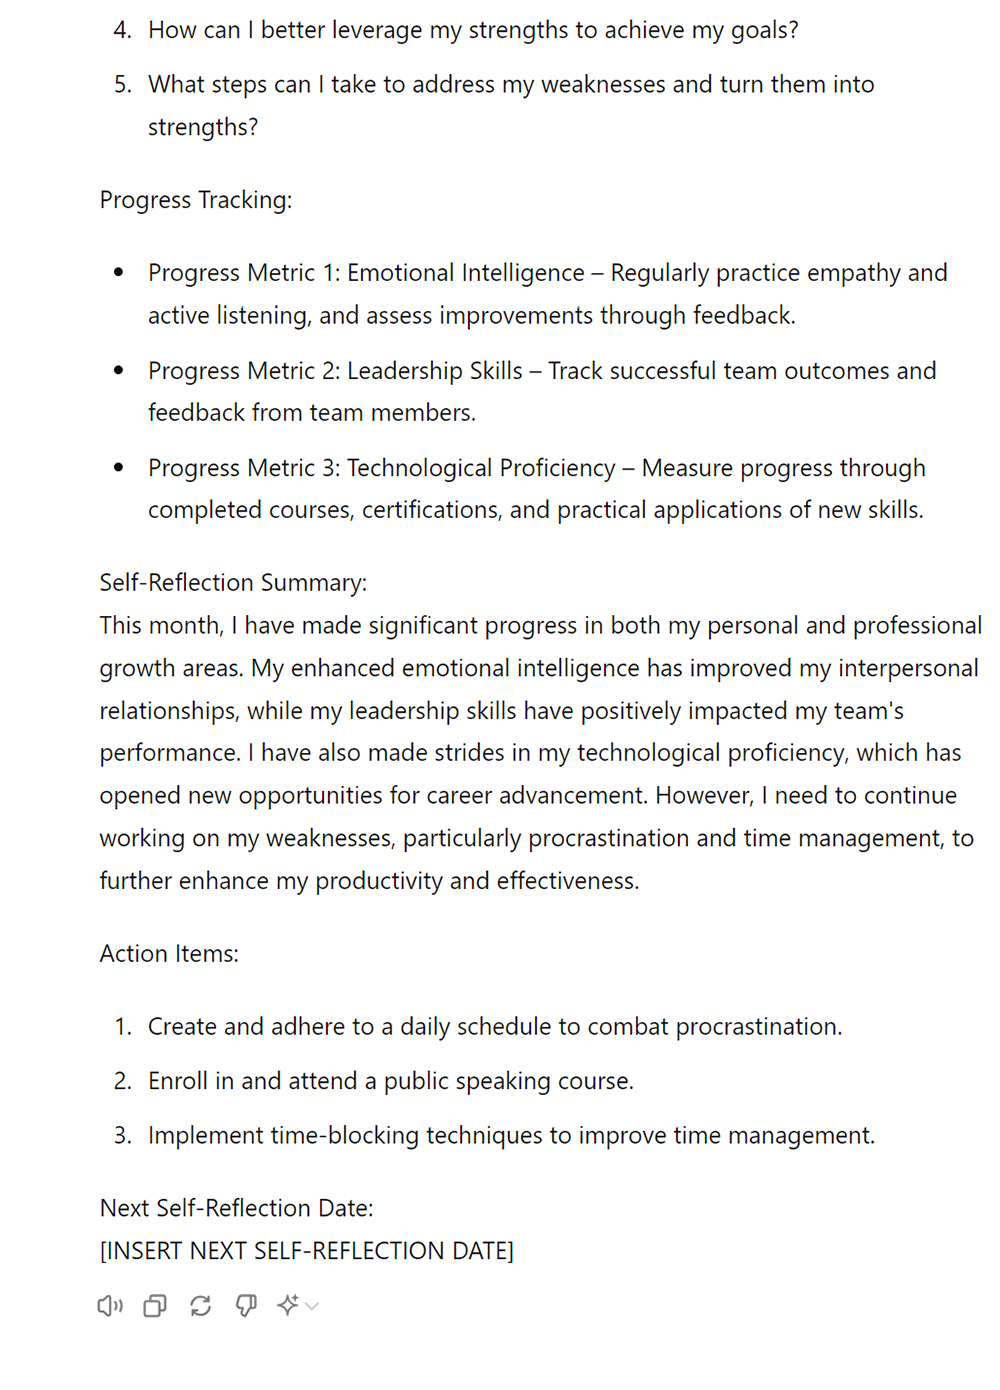 4. How can I better leverage my strengths to achieve my goals?
5. What steps can I take to address my weaknesses and turn them into
strengths?
Progress Tracking:
• Progress Metric 1: Emotional Intelligence – Regularly practice empathy and
active listening, and assess improvements through feedback.
• Progress Metric 2: Leadership Skills – Track successful team outcomes and
feedback from team members.
• Progress Metric 3: Technological Proficiency – Measure progress through
completed courses, certifications, and practical applications of new skills.
Self-Reflection Summary:
This month, I have made significant progress in both my personal and professional
growth areas. My enhanced emotional intelligence has improved my interpersonal
relationships, while my leadership skills have positively impacted my team's
performance. I have also made strides in my technological proficiency, which has
opened new opportunities for career advancement. However, I need to continue
working on my weaknesses, particularly procrastination and time management, to
further enhance my productivity and effectiveness.
Action Items:
1. Create and adhere to a daily schedule to combat procrastination.
2. Enroll in and attend a public speaking course.
3. Implement time-blocking techniques to improve time management.
Next Self-Reflection Date:
[INSERT NEXT SELF-REFLECTION DATE]